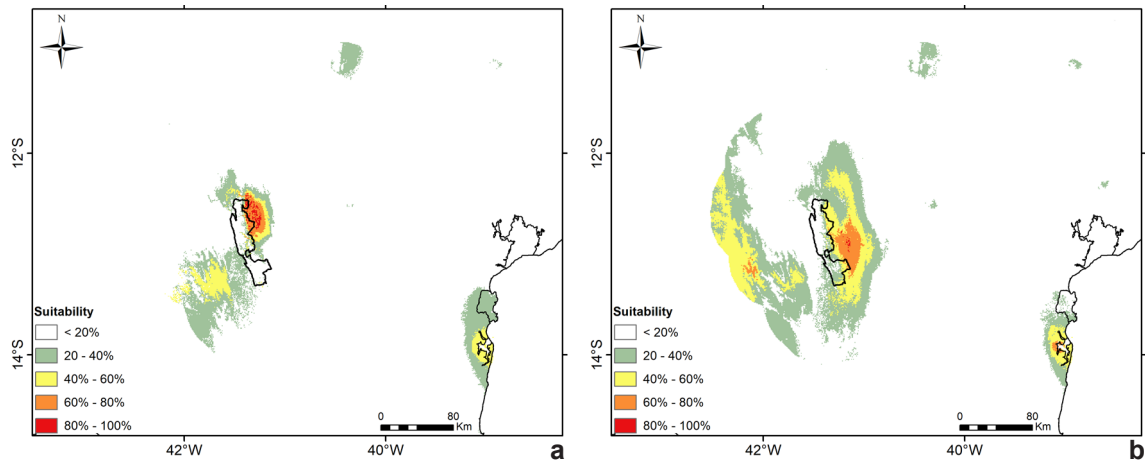 N
12°S
14°S
Suitability
< 20%
20 - 40%
40% - 60%
60% - 80%
80% - 100%
0 80
Km
42°W
40°W
a
N
12°S
14°S
Suitability
< 20%
20 - 40%
40% - 60%
60% - 80%
80% - 100%
0 80
Km
42°W
40°W
b